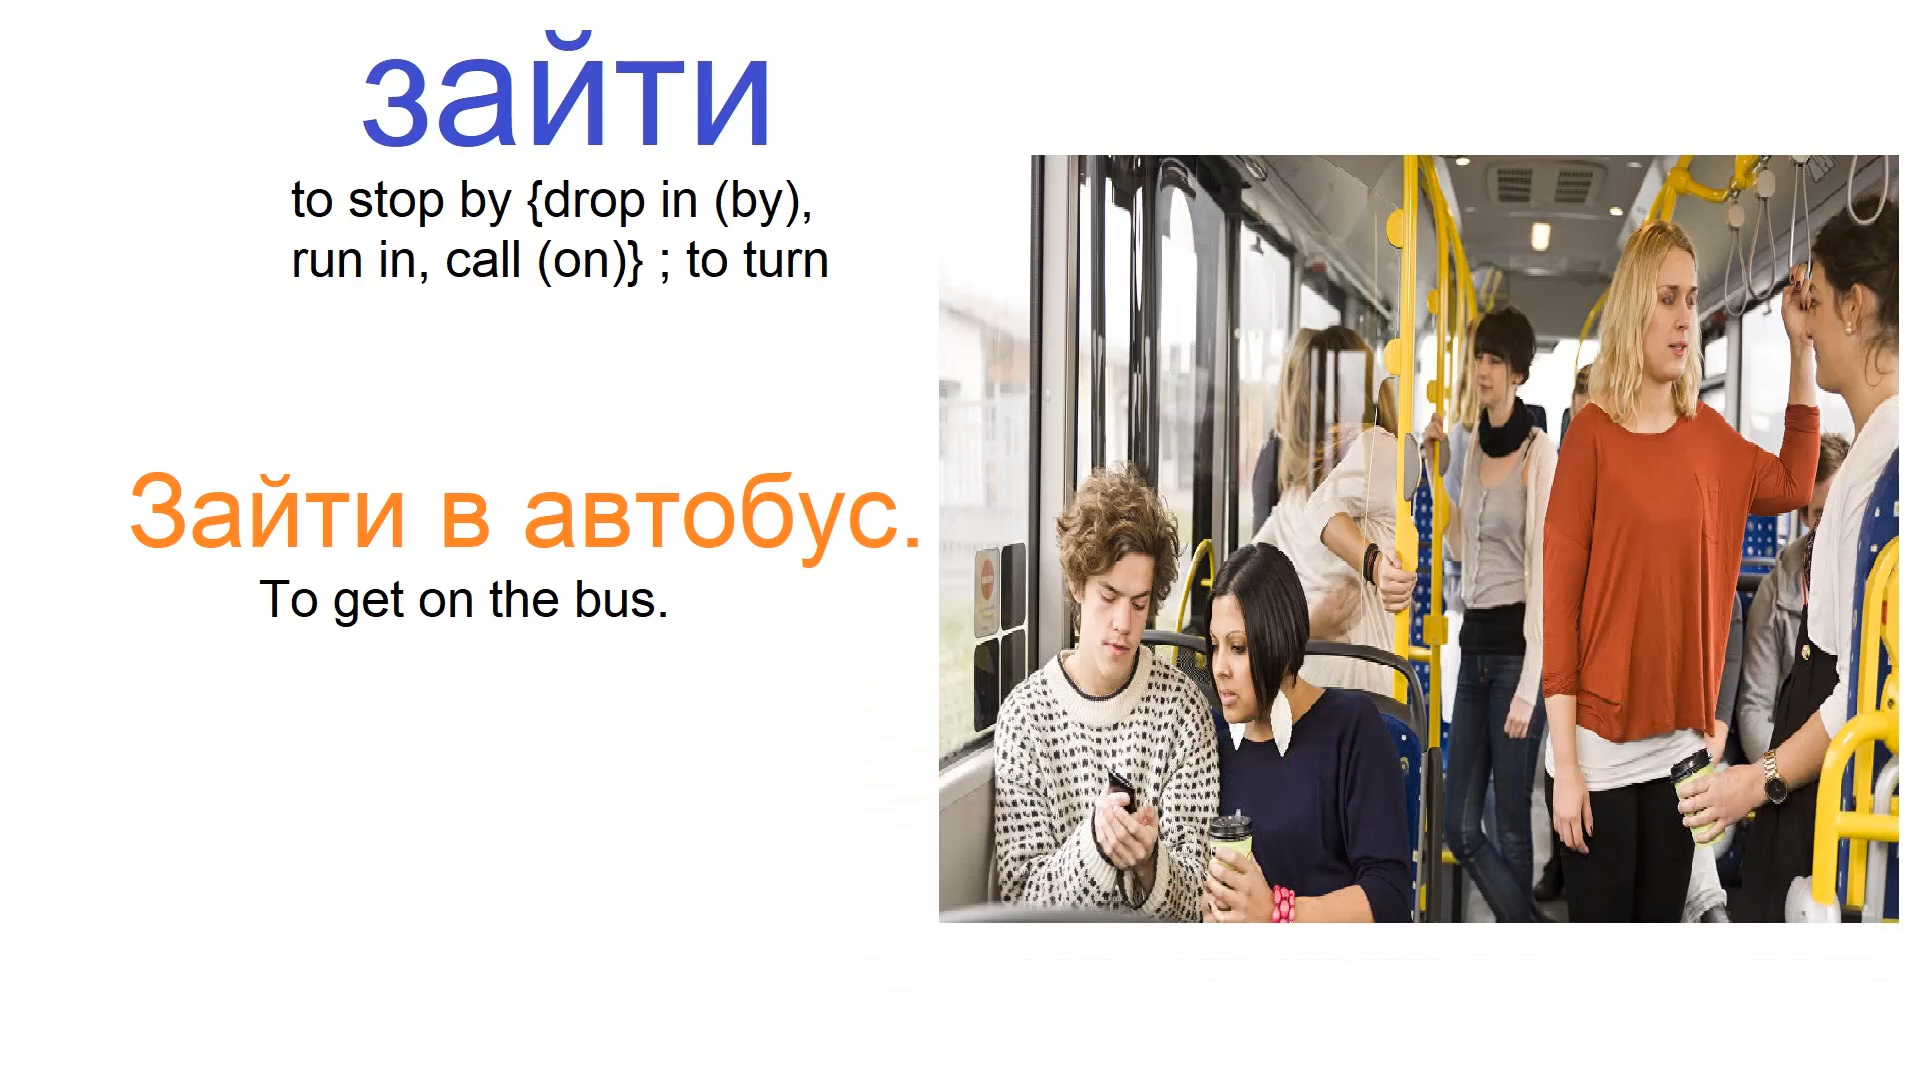 зайти
to stop by {drop in (by),
run in, call (on)} ; to turn
Зайти в автобус.
To get on the bus.